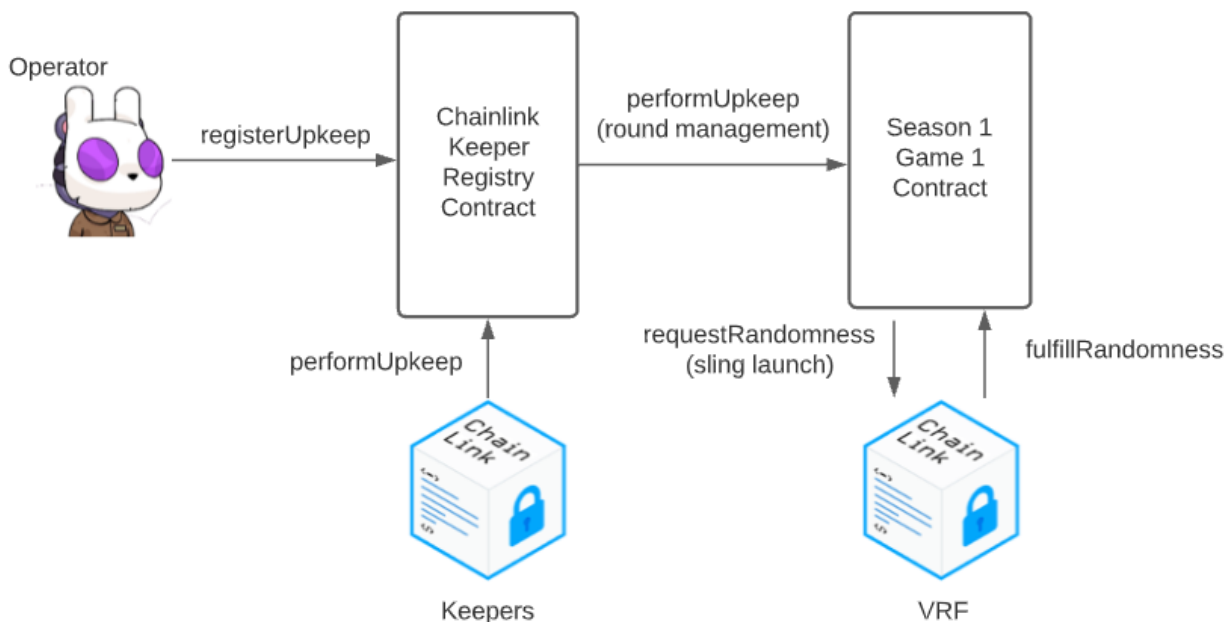 Operator
registerUpkeep
Chainlink
Keeper
Registry
Contract
performUpkeep
(round management)
Season 1
Game 1
Contract
performUpkeep
requestRandomness
(sling launch)
fulfillRandomness
Chain
Link
Keepers
Chain
Link
VRF